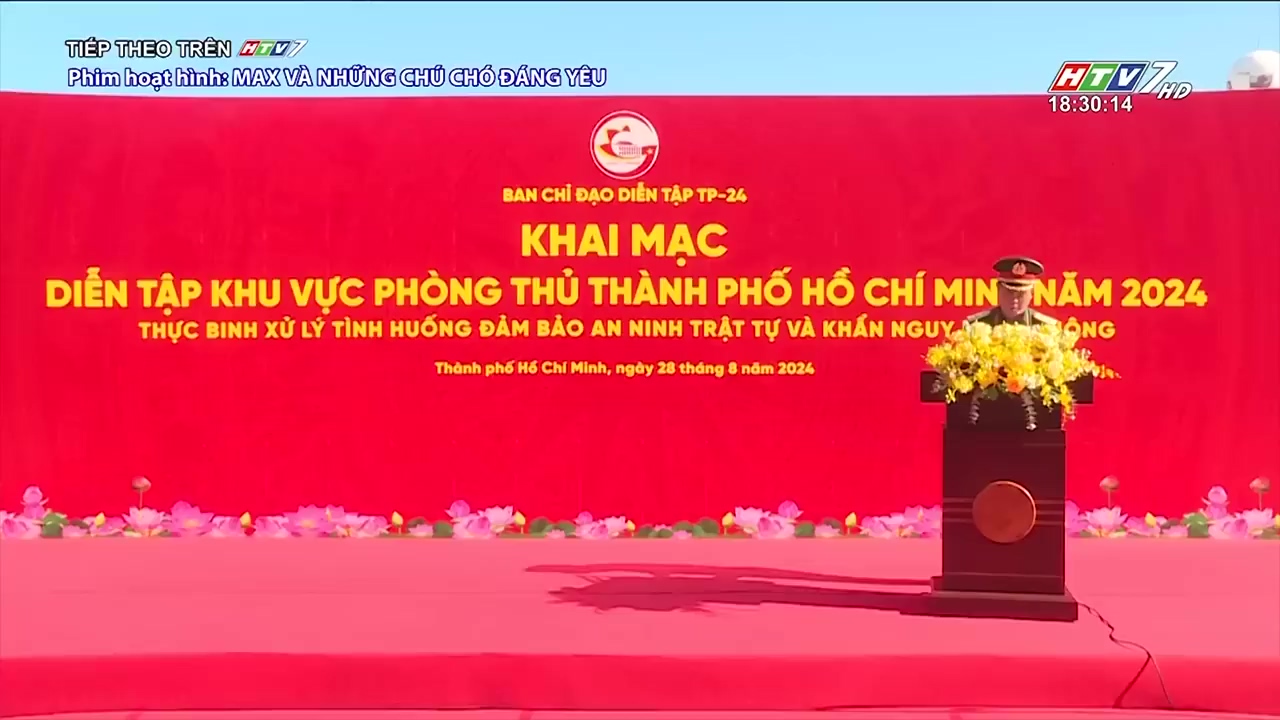 TIẾP THEO TRÊN HTV7
Phim hoạt hình: MAX VÀ NHỮNG CHÚ CHÓ ĐÁNG YÊU
HTV7 HD
18:30:14
BAN CHỈ ĐẠO DIỄN TẬP TP-24
KHAI MẠC
DIỄN TẬP KHU VỰC PHÒNG THỦ THÀNH PHỐ HỒ CHÍ MIN NĂM 2024
THỰC BINH XỬ LÝ TÌNH HUỐNG ĐẢM BẢO AN NINH TRẬT TỰ VÀ KHẨN NGUY ÔNG
Thành phố Hồ Chí Minh, ngày 28 tháng 8 năm 2024